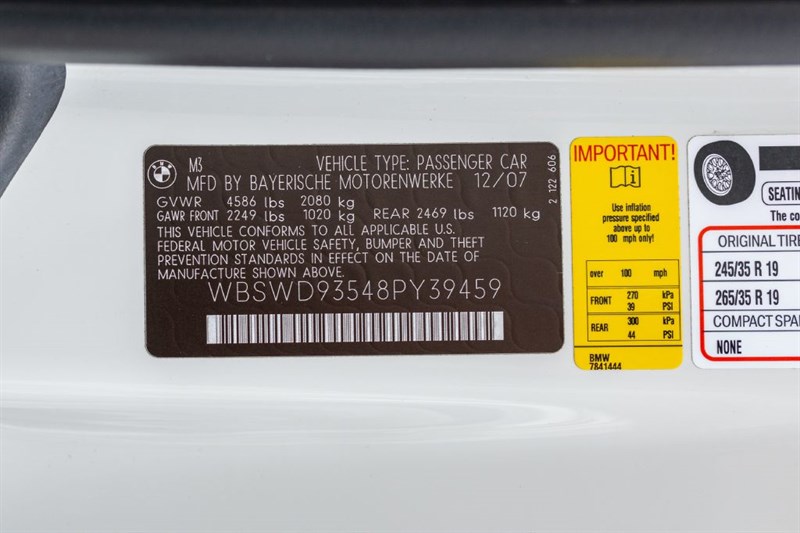 BMW
M3
VEHICLE TYPE: PASSENGER CAR
MFD BY BAYERISCHE MOTORENWERKE 12/07
GVWR 4586 lbs 2080 kg
GAWR FRONT 2249 lbs 1020 kg REAR 2469 lbs 1120 kg
THIS VEHICLE CONFORMS TO ALL APPLICABLE U.S.
FEDERAL MOTOR VEHICLE SAFETY, BUMPER AND THEFT
PREVENTION STANDARDS IN EFFECT ON THE DATE OF
MANUFACTURE SHOWN ABOVE.
WBSWD93548PY39459
2 122 606
IMPORTANT!
Use inflation
pressure specified
above up to
100 mph only!
over 100 mph
FRONT 270 kPa
39 PSI
REAR 300 kPa
44 PSI
BMW
7841444
SEATIN
The co
ORIGINAL TIRE
245/35 R 19
265/35 R 19
COMPACT SPA
NONE